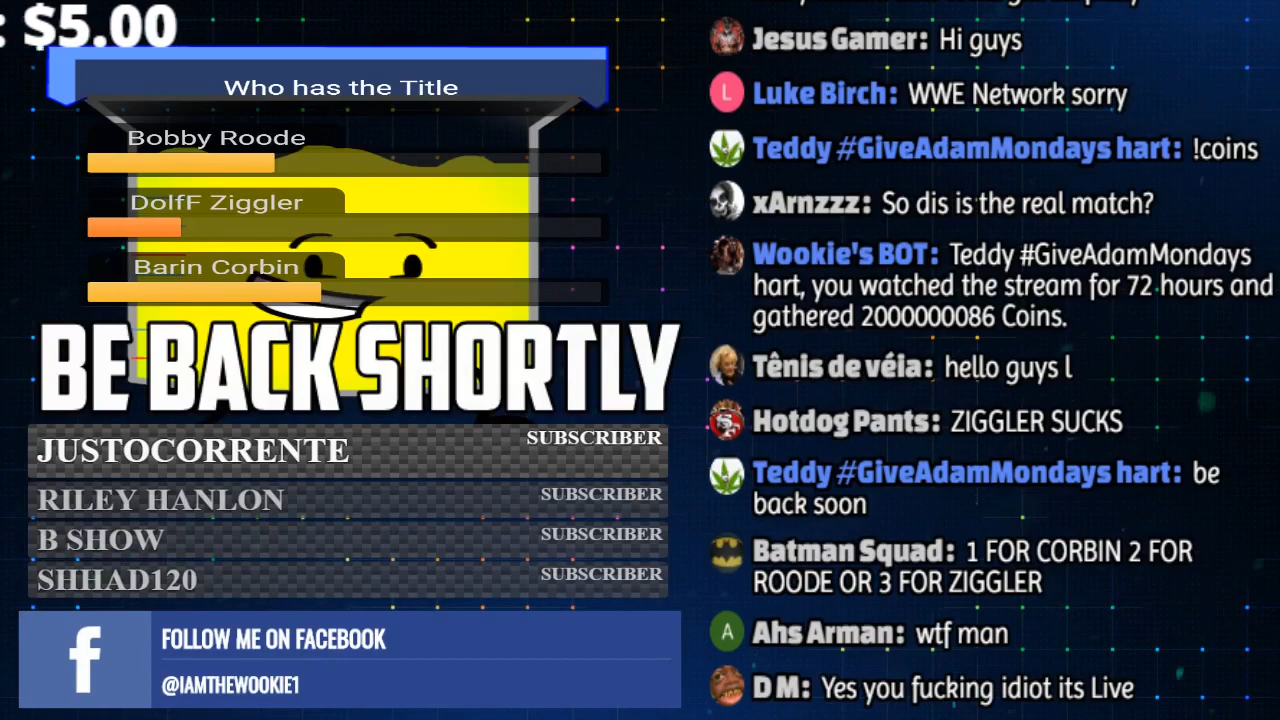 : $5.00
Who has the Title
Bobby Roode
DolfF Ziggler
Barin Corbin
BE BACK SHORTLY
JUSTOCORRENTE SUBSCRIBER
RILEY HANLON SUBSCRIBER
B SHOW SUBSCRIBER
SHHAD120 SUBSCRIBER
f
FOLLOW ME ON FACEBOOK
@IAMTHEWOOKIE1
Jesus Gamer: Hi guys
L
Luke Birch: WWE Network sorry
Teddy #GiveAdamMondays hart: !coins
xArnzzz: So dis is the real match?
Wookie's BOT: Teddy #GiveAdamMondays
hart, you watched the stream for 72 hours and
gathered 2000000086 Coins.
Tênis de véia: hello guys l
Hotdog Pants: ZIGGLER SUCKS
Teddy #GiveAdamMondays hart: be
back soon
Batman Squad: 1 FOR CORBIN 2 FOR
ROODE OR 3 FOR ZIGGLER
A
Ahs Arman: wtf man
D M: Yes you fucking idiot its Live